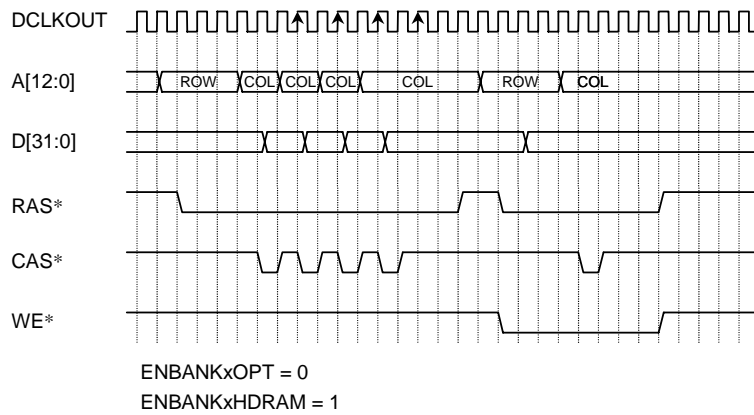 DCLKOUT
A[12:0] ROW COL COL COL COL ROW COL
D[31:0]
RAS*
CAS*
WE*
ENBANKxOPT = 0
ENBANKxHDRAM = 1